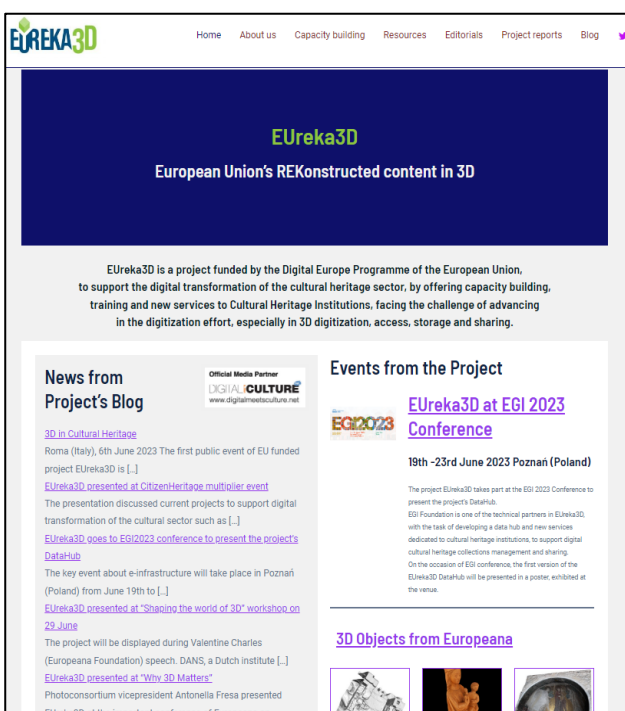 EUREKA3D
Home About us Capacity building Resources Editorials Project reports Blog
EUreka3D
European Union's REKonstructed content in 3D
EUreka3D is a project funded by the Digital Europe Programme of the European Union,
to support the digital transformation of the cultural heritage sector, by offering capacity building,
training and new services to Cultural Heritage Institutions, facing the challenge of advancing
in the digitization effort, especially in 3D digitization, access, storage and sharing.
News from
Project's Blog
Official Media Partner
DIGITAL meets CULTURE
www.digitalmeetsculture.net
3D in Cultural Heritage
Roma (Italy), 6th June 2023 The first public event of EU funded
project EUreka3D is [...]
EUreka3D presented at CitizenHeritage multiplier event
The presentation discussed current projects to support digital
transformation of the cultural sector such as [...]
EUreka3D goes to EGI2023 conference to present the project's
DataHub
The key event about e-infrastructure will take place in Poznań
(Poland) from June 19th to [...]
EUreka3D presented at "Shaping the world of 3D" workshop on
29 June
The project will be displayed during Valentine Charles
(Europeana Foundation) speech. DANS, a Dutch institute [...]
EUreka3D presented at "Why 3D Matters"
Photoconsortium vicepresident Antonella Fresa presented
Events from the Project
EGI2023
EUreka3D at EGI 2023
Conference
19th -23rd June 2023 Poznań (Poland)
The project EUreka3D takes part at the EGI 2023 Conference to
present the project's DataHub.
EGI Foundation is one of the technical partners in EUreka3D,
with the task of developing a data hub and new services
dedicated to cultural heritage institutions, to support digital
cultural heritage collections management and sharing.
On the occasion of EGI conference, the first version of the
EUreka3D DataHub will be presented in a poster, exhibited at
the venue.
3D Objects from Europeana